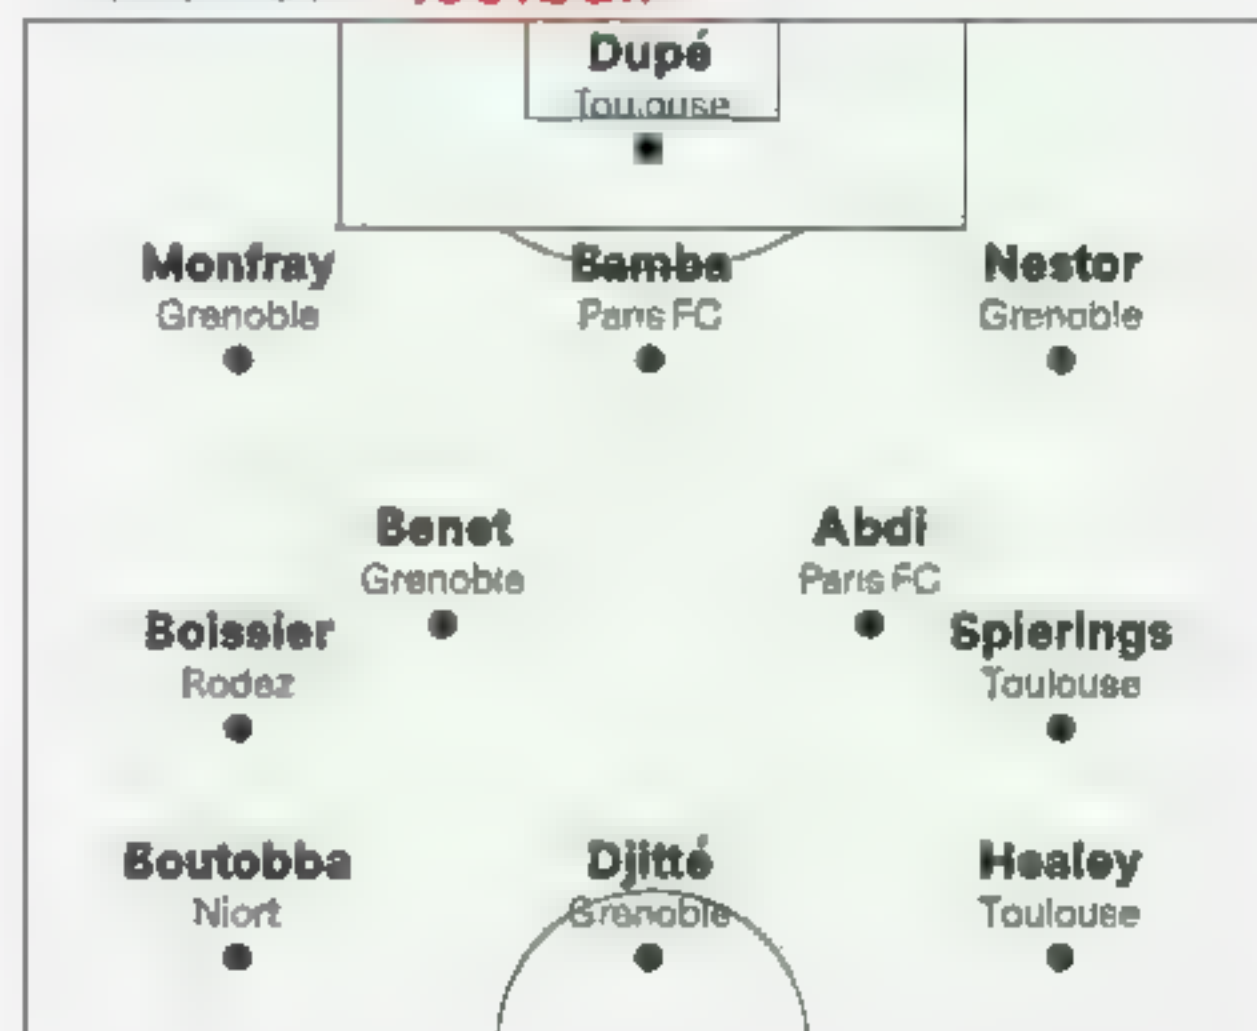 Dupé
Toulouse
Monfray
Grenoble
Bamba
Paris FC
Nestor
Grenoble
Benet
Grenoble
Abdi
Paris FC
Boissier
Rodez
Spierings
Toulouse
Boutobba
Niort
Djitté
Grenoble
Healey
Toulouse